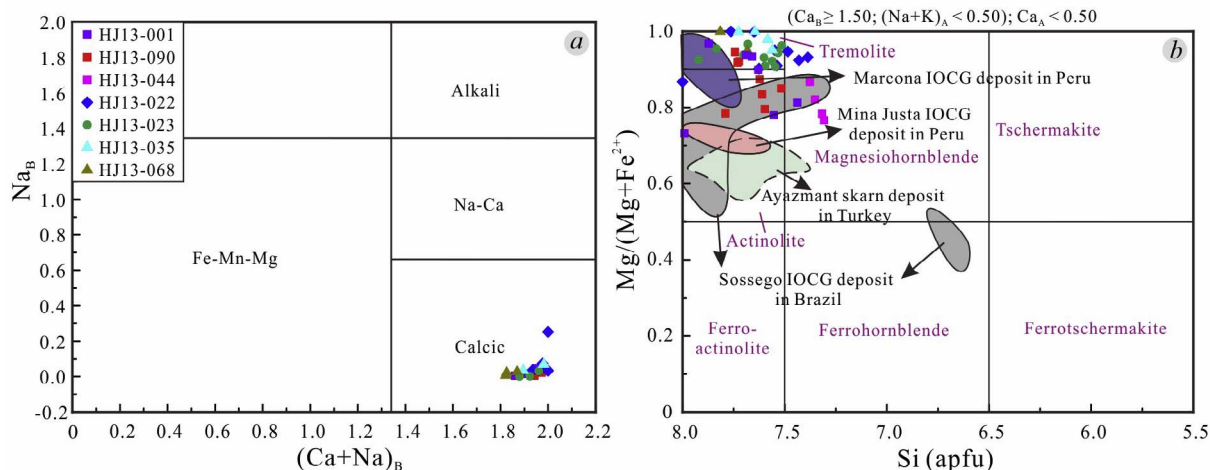 a
HJ13-001
HJ13-090
HJ13-044
HJ13-022
HJ13-023
HJ13-035
HJ13-068
Alkali
Na-Ca
Fe-Mn-Mg
Calcic
Na_B
2.0
1.8
1.6
1.4
1.2
1.0
0.8
0.6
0.4
0.2
0.0
-0.2
0 0.2 0.4 0.6 0.8 1.0 1.2 1.4 1.6 1.8 2.0 2.2
(Ca+Na)_B
(Ca_B ≥ 1.50; (Na+K)_A < 0.50); Ca_A < 0.50
b
Tremolite
Marcona IOCG deposit in Peru
Mina Justa IOCG
deposit in Peru
Tschermakite
Magnesiohornblende
Ayazmant skarn deposit
in Turkey
Actinolite
Sossego IOCG deposit
in Brazil
Ferro-
actinolite
Ferrohornblende
Ferrotschermakite
Mg/(Mg+Fe²⁺)
1.0
0.8
0.6
0.4
0.2
0
8.0 7.5 7.0 6.5 6.0 5.5
Si (apfu)